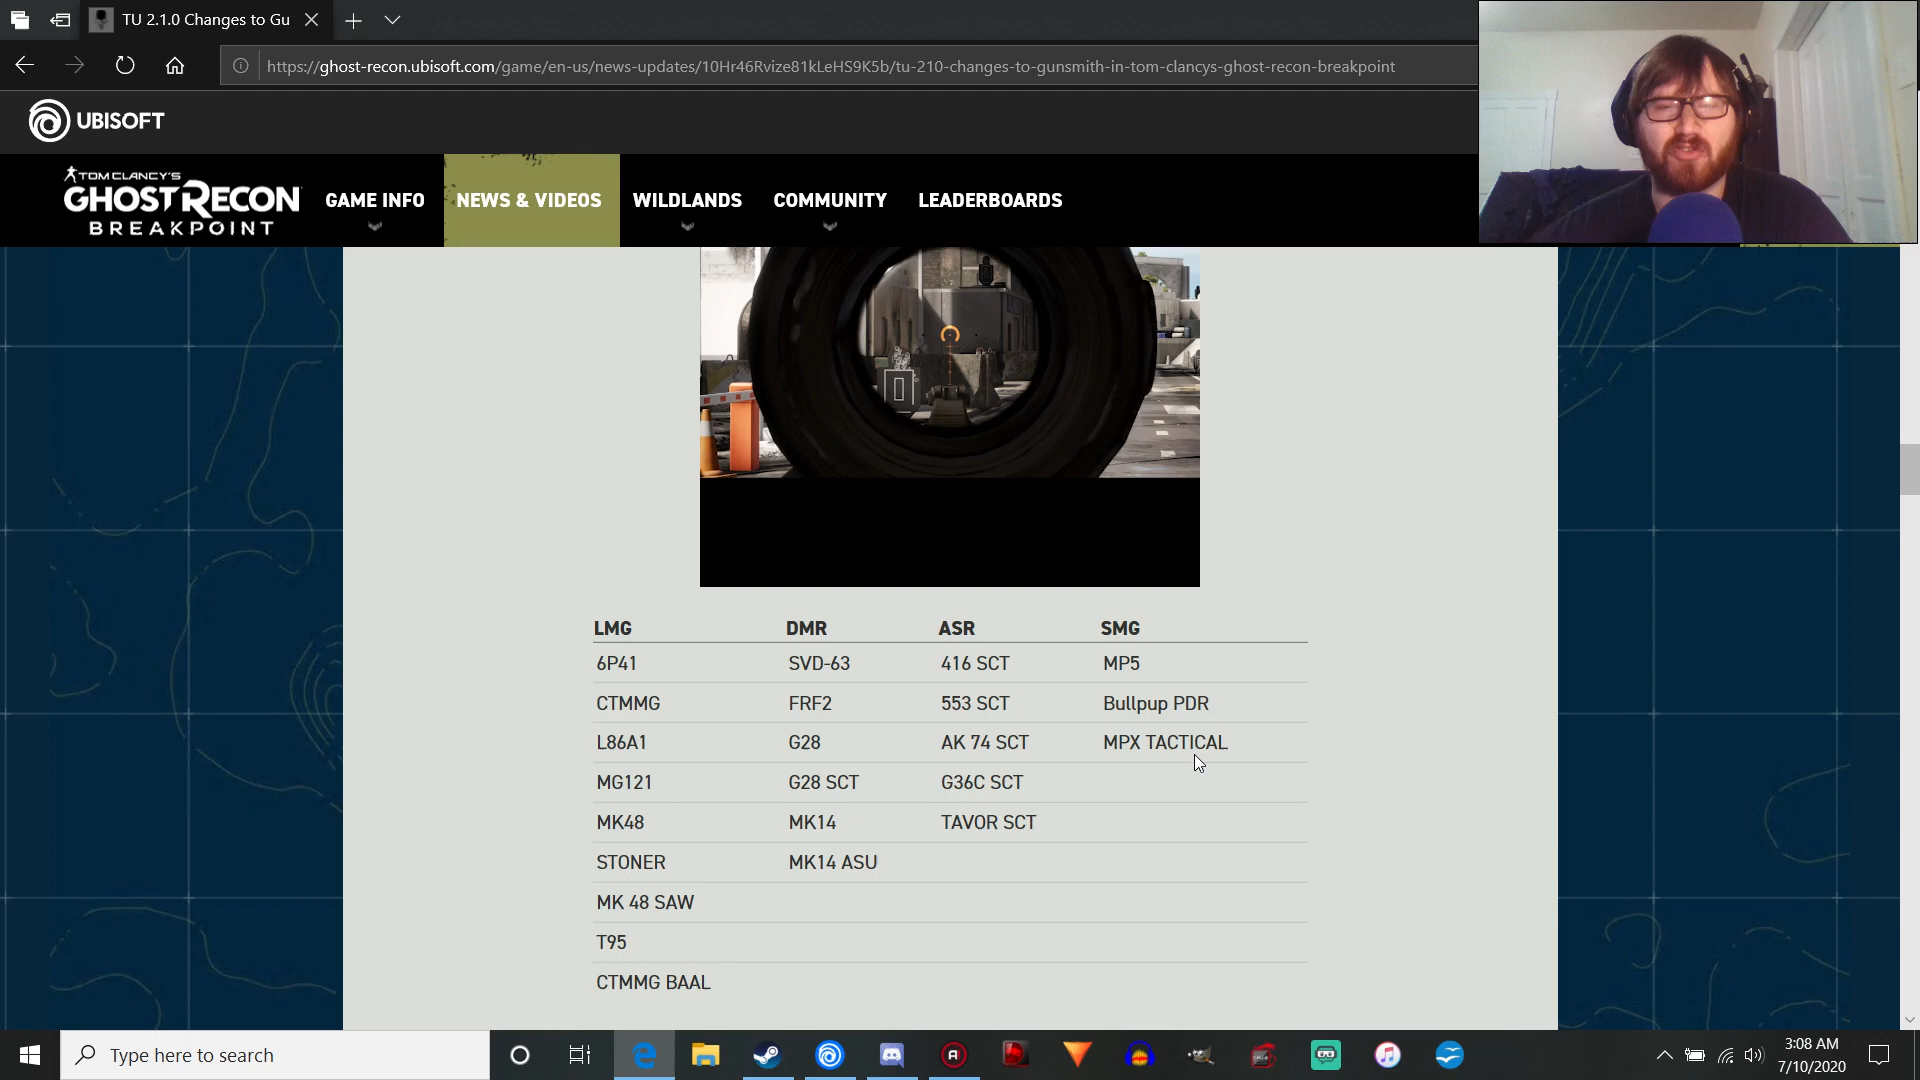 TU 2.1.0 Changes to Gu
https://ghost-recon.ubisoft.com/game/en-us/news-updates/10Hr46Rvize81kLeHS9K5b/tu-210-changes-to-gunsmith-in-tom-clancys-ghost-recon-breakpoint
UBISOFT
TOM CLANCY'S
GHOST RECON
BREAKPOINT
GAME INFO NEWS & VIDEOS WILDLANDS COMMUNITY LEADERBOARDS
LMG DMR ASR SMG
6P41 SVD-63 416 SCT MP5
CTMMG FRF2 553 SCT Bullpup PDR
L86A1 G28 AK 74 SCT MPX TACTICAL
MG121 G28 SCT G36C SCT
MK48 MK14 TAVOR SCT
STONER MK14 ASU
MK 48 SAW
T95
CTMMG BAAL
Type here to search
3:08 AM
7/10/2020